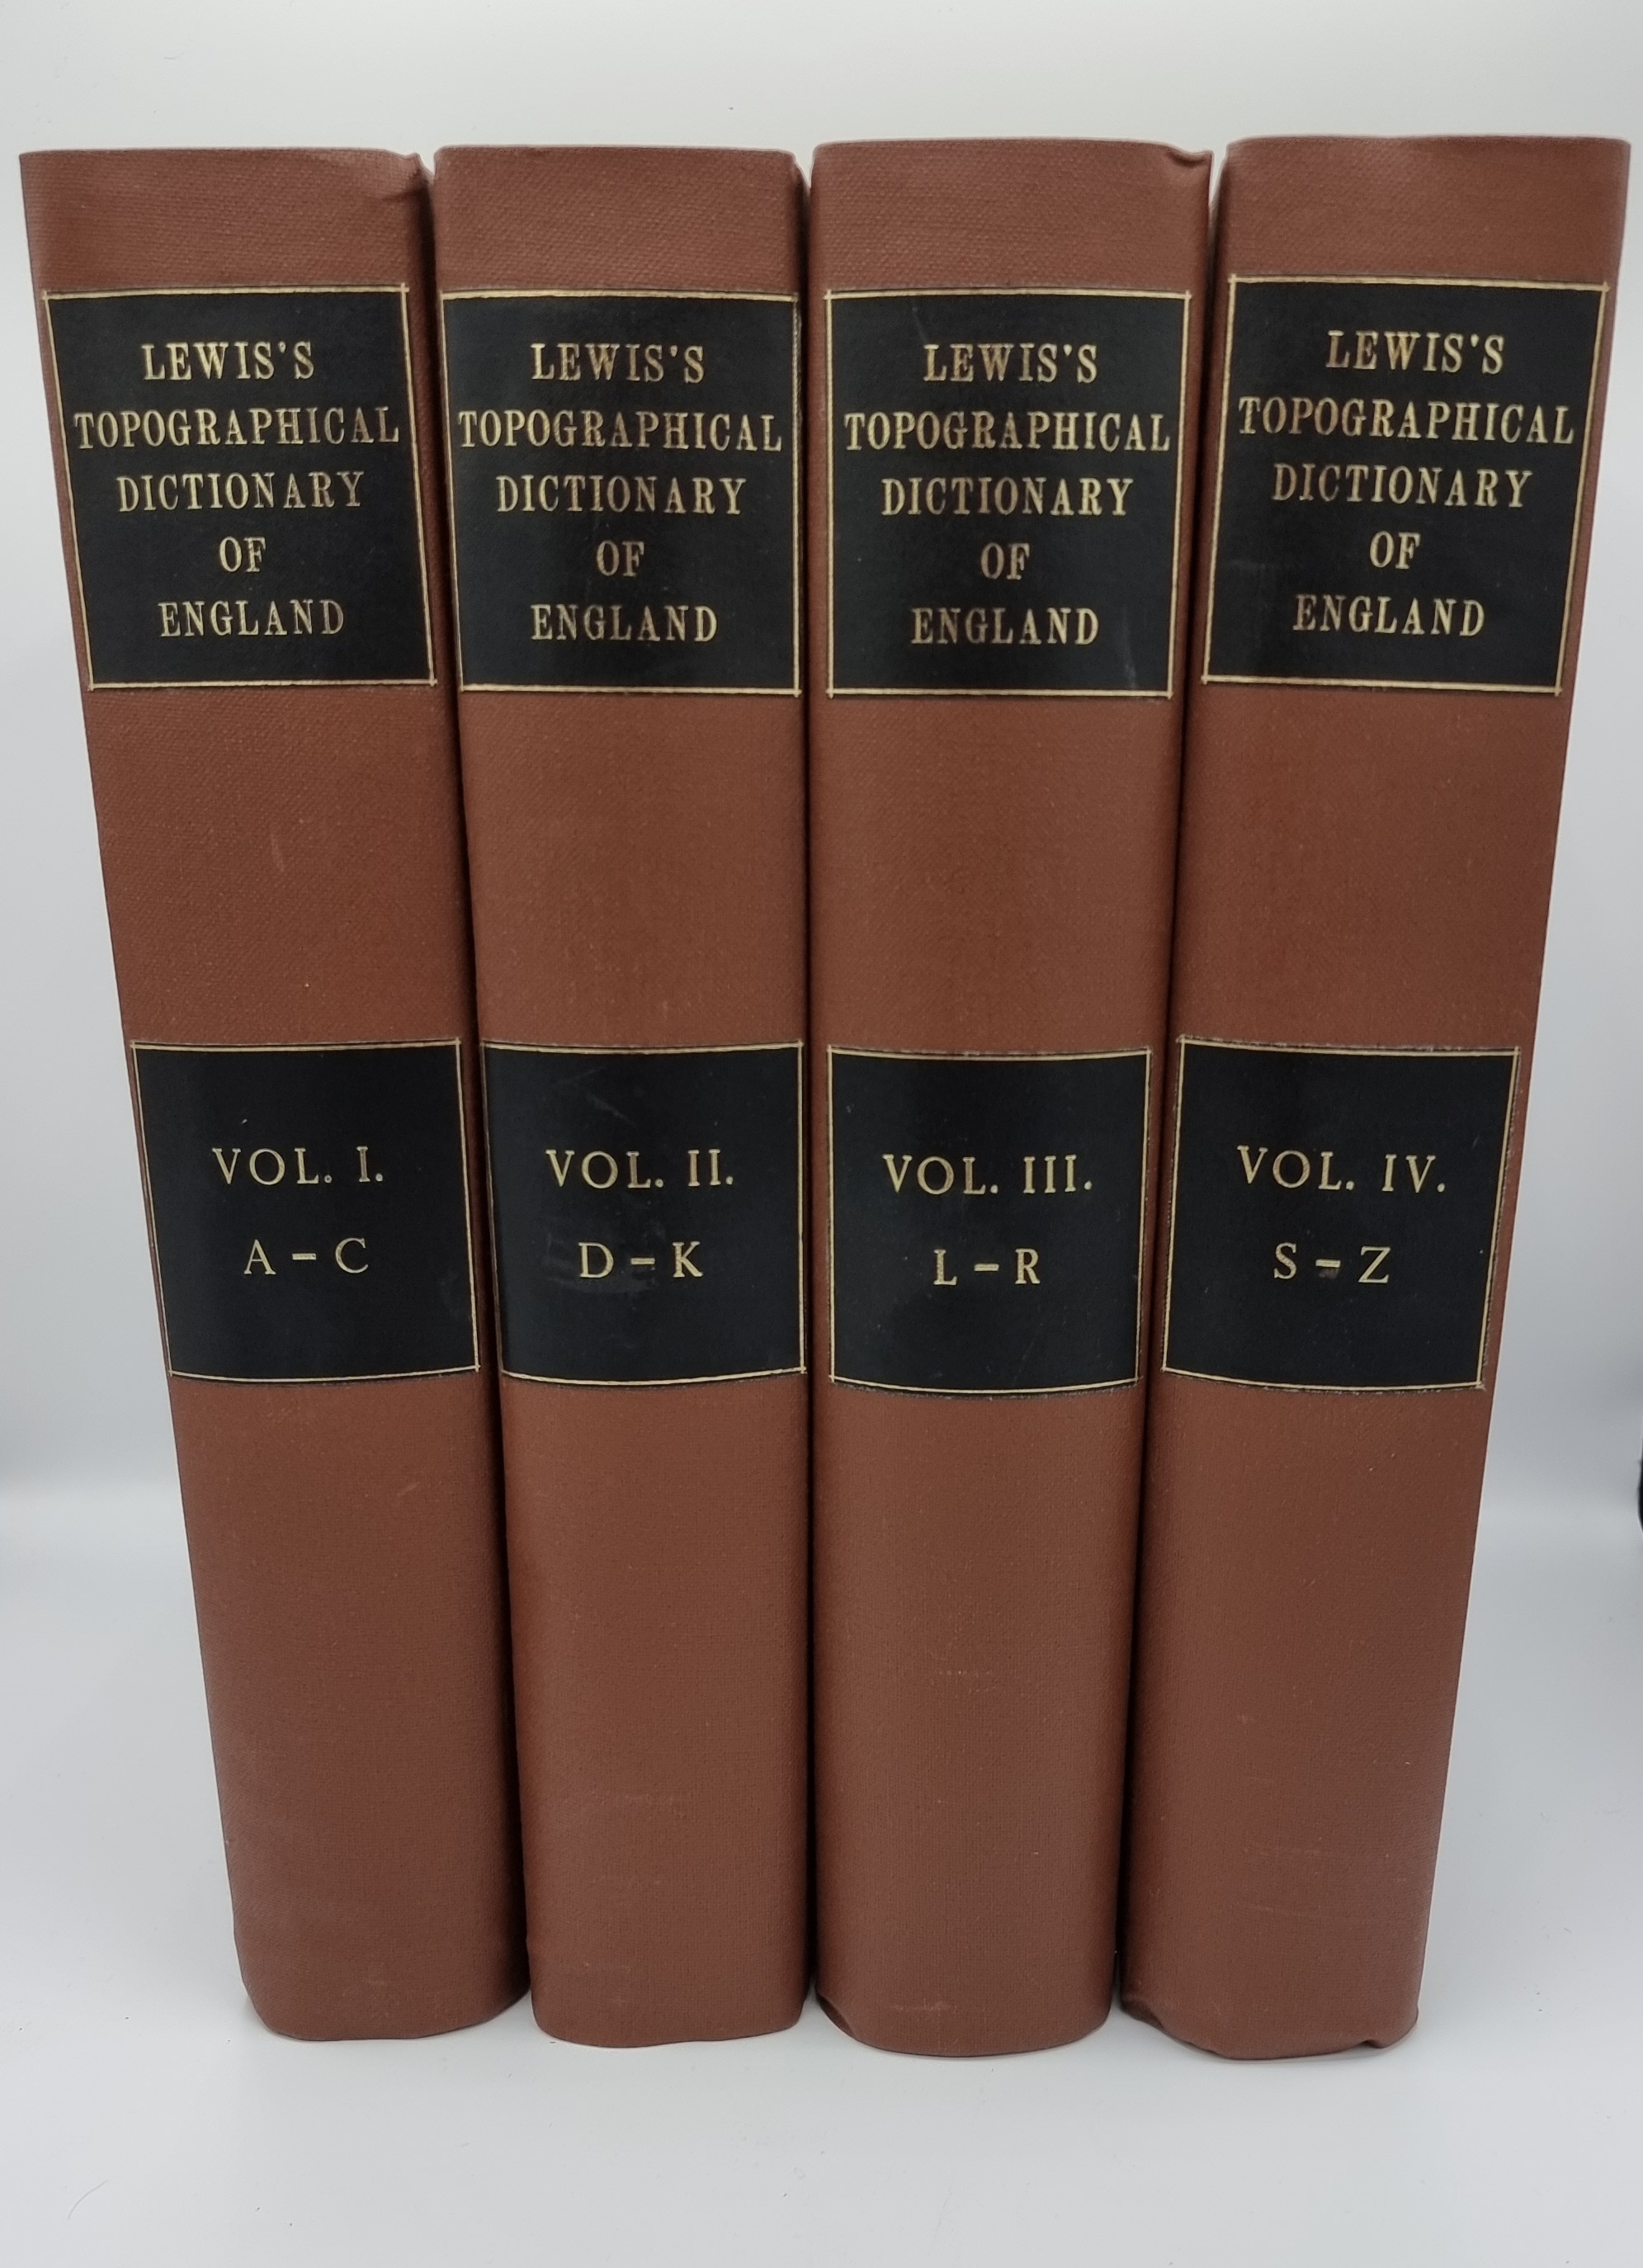 LEWIS'S
TOPOGRAPHICAL
DICTIONARY
OF
ENGLAND
VOL. I.
A - C
LEWIS'S
TOPOGRAPHICAL
DICTIONARY
OF
ENGLAND
VOL. II.
D - K
LEWIS'S
TOPOGRAPHICAL
DICTIONARY
OF
ENGLAND
VOL. III.
L - R
LEWIS'S
TOPOGRAPHICAL
DICTIONARY
OF
ENGLAND
VOL. IV.
S - Z